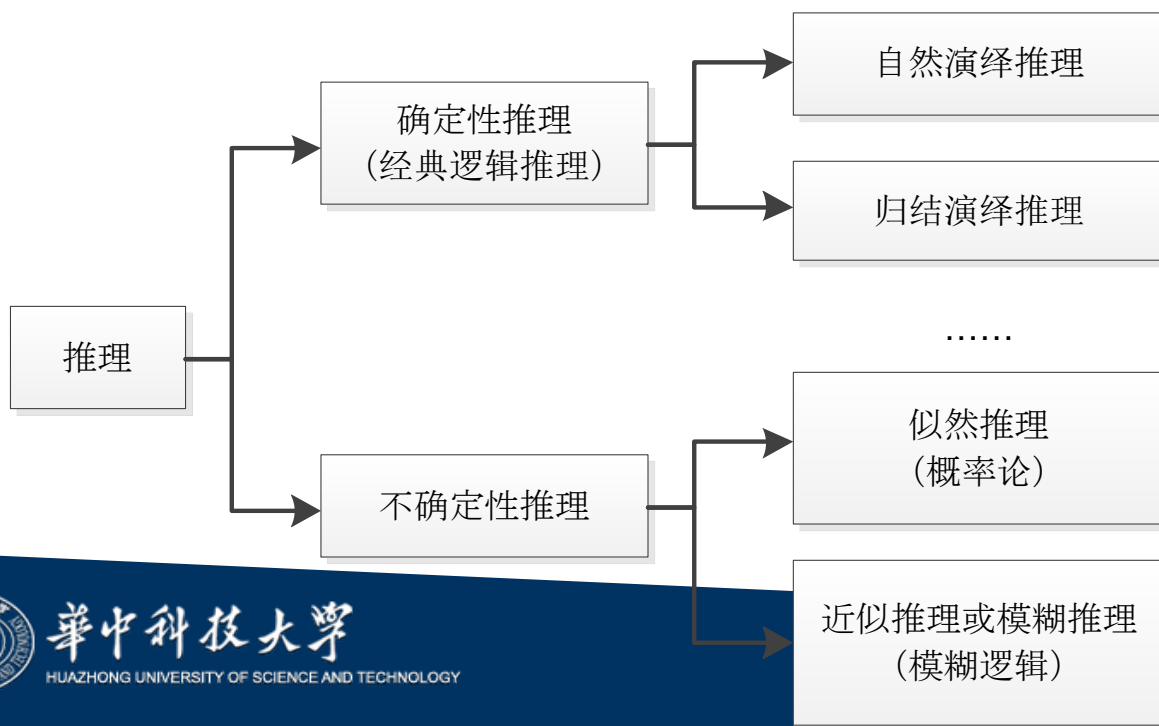 自然演绎推理
确定性推理
(经典逻辑推理)
归结演绎推理
......
推理
似然推理
(概率论)
不确定性推理
近似推理或模糊推理
(模糊逻辑)
華中科技大学
HUAZHONG UNIVERSITY OF SCIENCE AND TECHNOLOGY